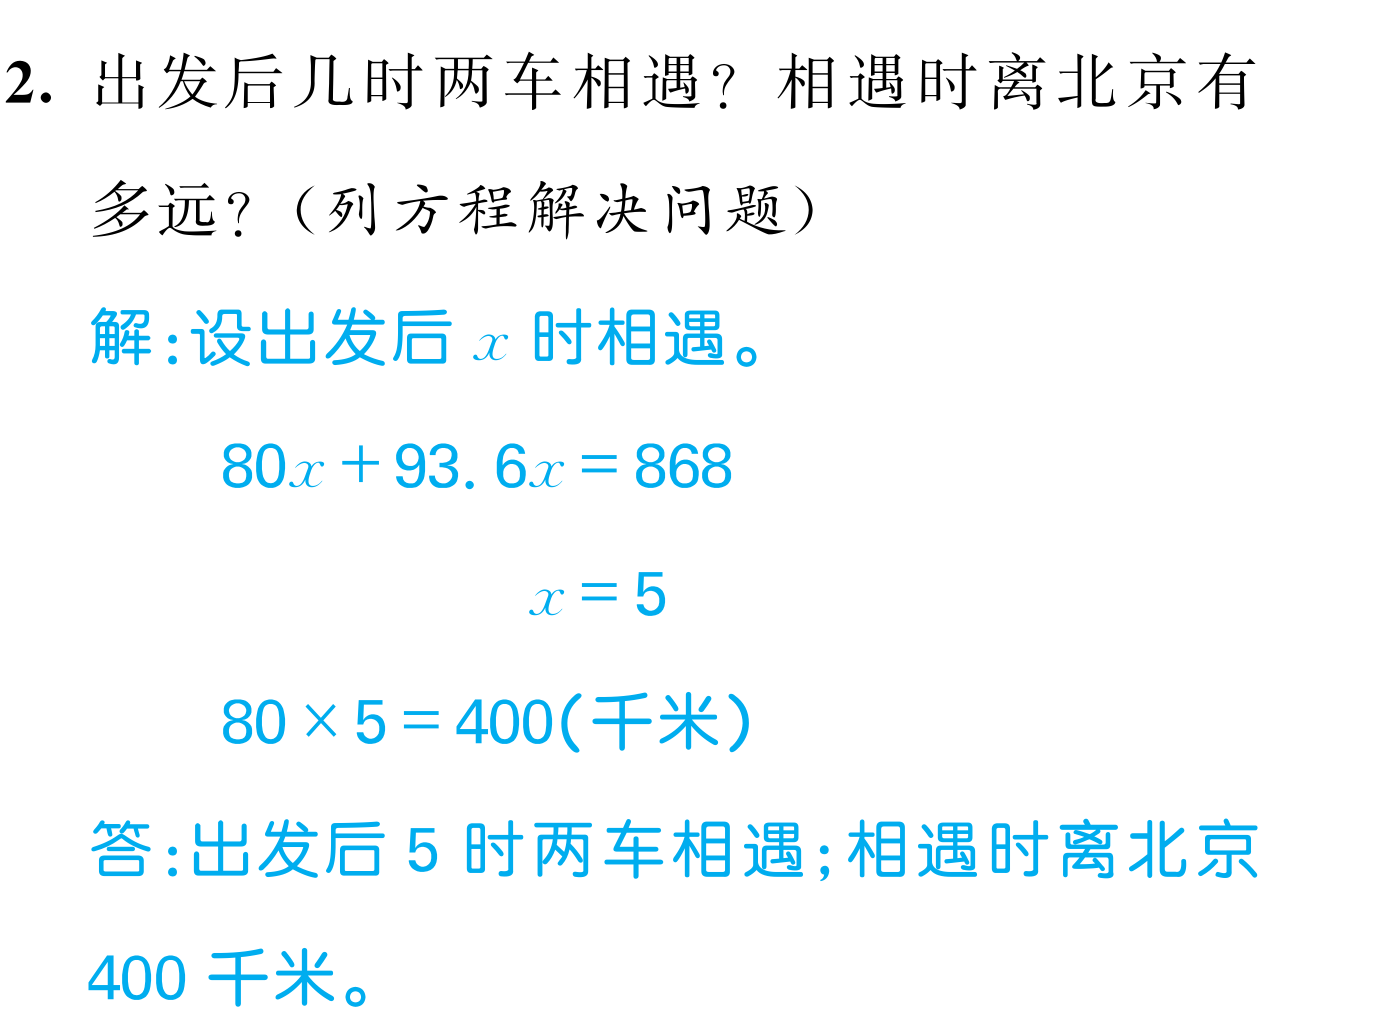 2. 出发后几时两车相遇？相遇时离北京有
多远？（列方程解决问题）
解：设出发后 x 时相遇。
80x + 93. 6x = 868
x = 5
80 × 5 = 400（千米）
答：出发后 5 时两车相遇；相遇时离北京
400 千米。